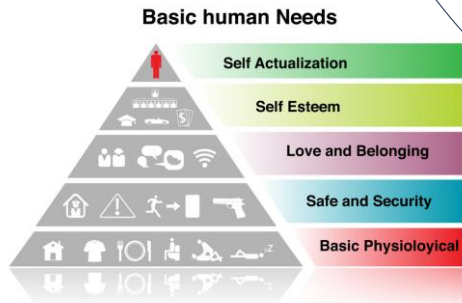 Basic human Needs
Self Actualization
Self Esteem
Love and Belonging
Safe and Security
Basic Physioloyical